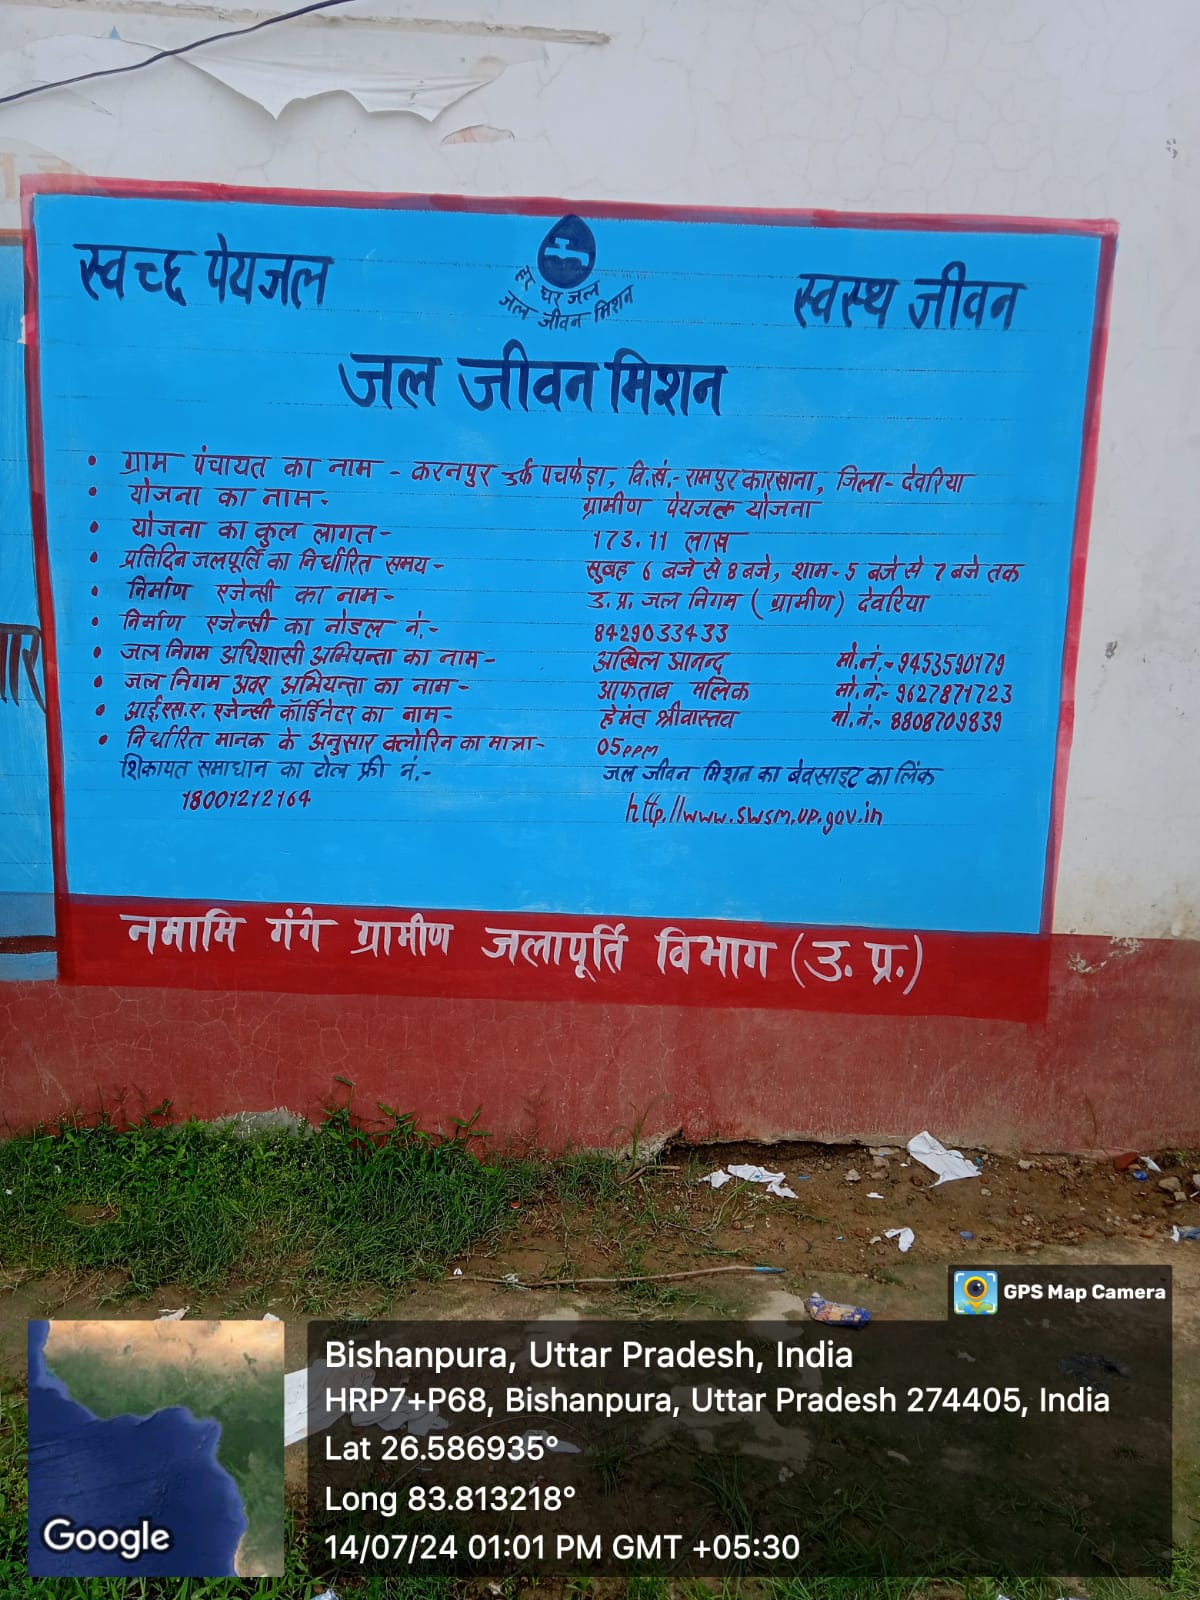 स्वच्छ पेयजल
हर घर जल
जल जीवन मिशन
स्वस्थ जीवन
जल जीवन मिशन
• ग्राम पंचायत का नाम - करनपुर उर्फ पचफेड़ा, वि.खं.- रामपुर कारखाना, जिला- देवरिया
• योजना का नाम- ग्रामीण पेयजल योजना
• योजना का कुल लागत- 173.11 लाख
• प्रतिदिन जलपूर्ति का निर्धारित समय- सुबह 6 बजे से 8 बजे, शाम- 5 बजे से 7 बजे तक
• निर्माण एजेन्सी का नाम- उ.प्र. जल निगम (ग्रामीण) देवरिया
• निर्माण एजेन्सी का नोडल नं.- 8429033433
• जल निगम अधिशासी अभियन्ता का नाम- अखिल आनन्द मो.नं.- 9453590179
• जल निगम अवर अभियन्ता का नाम- आफताब मलिक मो.नं.- 9627871723
• आई.एस.ए. एजेन्सी कॉर्डिनेटर का नाम- हेमंत श्रीवास्तव मो.नं.- 8808709839
• निर्धारित मानक के अनुसार क्लोरिन का मात्रा- 05ppm
शिकायत समाधान का टोल फ्री नं.- जल जीवन मिशन का बेवसाइट का लिंक
18001212164 http.//www.swsm.up.gov.in
नमामि गंगे ग्रामीण जलापूर्ति विभाग (उ. प्र.)
GPS Map Camera
Bishanpura, Uttar Pradesh, India
HRP7+P68, Bishanpura, Uttar Pradesh 274405, India
Lat 26.586935°
Long 83.813218°
14/07/24 01:01 PM GMT +05:30
Google